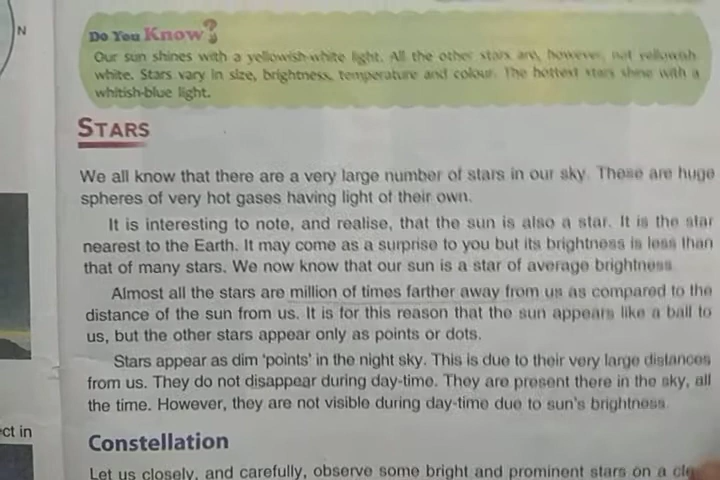 N
Do You Know?
Our sun shines with a yellowish-white light. All the other stars are, however, not yellowish
white. Stars vary in size, brightness, temperature and colour. The hottest stars shine with a
whitish-blue light.
STARS
We all know that there are a very large number of stars in our sky. These are huge
spheres of very hot gases having light of their own.
It is interesting to note, and realise, that the sun is also a star. It is the star
nearest to the Earth. It may come as a surprise to you but its brightness is less than
that of many stars. We now know that our sun is a star of average brightness.
Almost all the stars are million of times farther away from us as compared to the
distance of the sun from us. It is for this reason that the sun appears like a ball to
us, but the other stars appear only as points or dots.
Stars appear as dim 'points' in the night sky. This is due to their very large distances
from us. They do not disappear during day-time. They are present there in the sky, all
the time. However, they are not visible during day-time due to sun's brightness.
ct in
Constellation
Let us closely, and carefully, observe some bright and prominent stars on a